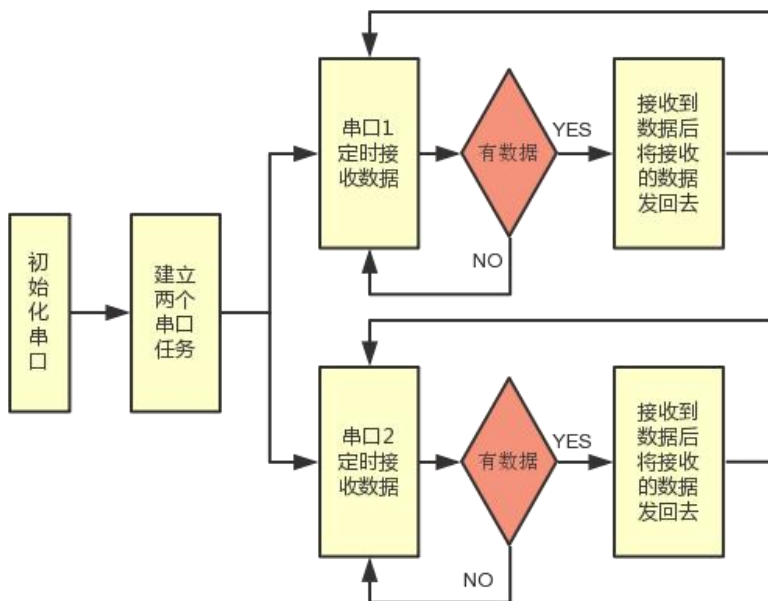 初
始
化
串
口
建立
两个
串口
任务
串口1
定时接
收数据
有数据
YES
NO
接收到
数据后
将接收
的数据
发回去
串口2
定时接
收数据
有数据
YES
NO
接收到
数据后
将接收
的数据
发回去